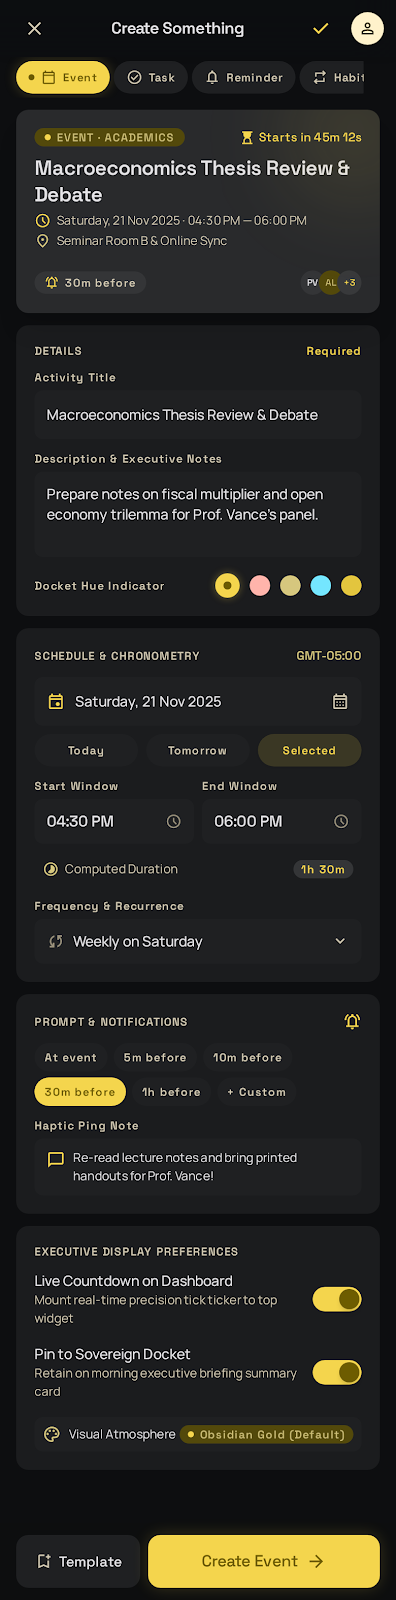 Create Something
Event
Task
Reminder
Habit
EVENT · ACADEMICS
Starts in 45m 12s
Macroeconomics Thesis Review &
Debate
Saturday, 21 Nov 2025 · 04:30 PM — 06:00 PM
Seminar Room B & Online Sync
30m before
PV
AL
+3
DETAILS
Required
Activity Title
Macroeconomics Thesis Review & Debate
Description & Executive Notes
Prepare notes on fiscal multiplier and open
economy trilemma for Prof. Vance's panel.
Docket Hue Indicator
SCHEDULE & CHRONOMETRY
GMT-05:00
Saturday, 21 Nov 2025
Today
Tomorrow
Selected
Start Window
End Window
04:30 PM
06:00 PM
Computed Duration
1h 30m
Frequency & Recurrence
Weekly on Saturday
PROMPT & NOTIFICATIONS
At event
5m before
10m before
30m before
1h before
+ Custom
Haptic Ping Note
Re-read lecture notes and bring printed
handouts for Prof. Vance!
EXECUTIVE DISPLAY PREFERENCES
Live Countdown on Dashboard
Mount real-time precision tick ticker to top
widget
Pin to Sovereign Docket
Retain on morning executive briefing summary
card
Visual Atmosphere
Obsidian Gold (Default)
Template
Create Event